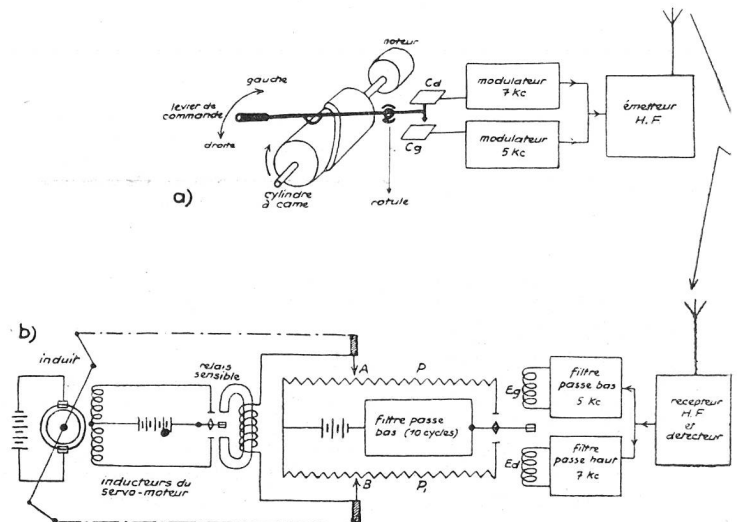 moteur
gauche
levier de
commande
droite
cylindre
à came
rotule
Cd
Cg
modulateur
7 Kc
modulateur
5 Kc
émetteur
H.F
a)
b)
induit
inducteurs du
servo-moteur
relais
sensible
A
P
filtre passe
bas (10 cycles)
B
P₁
Eg
Ed
filtre
passe bas
5 Kc
filtre
passe haut
7 Kc
recepteur
H.F
et
detecteur